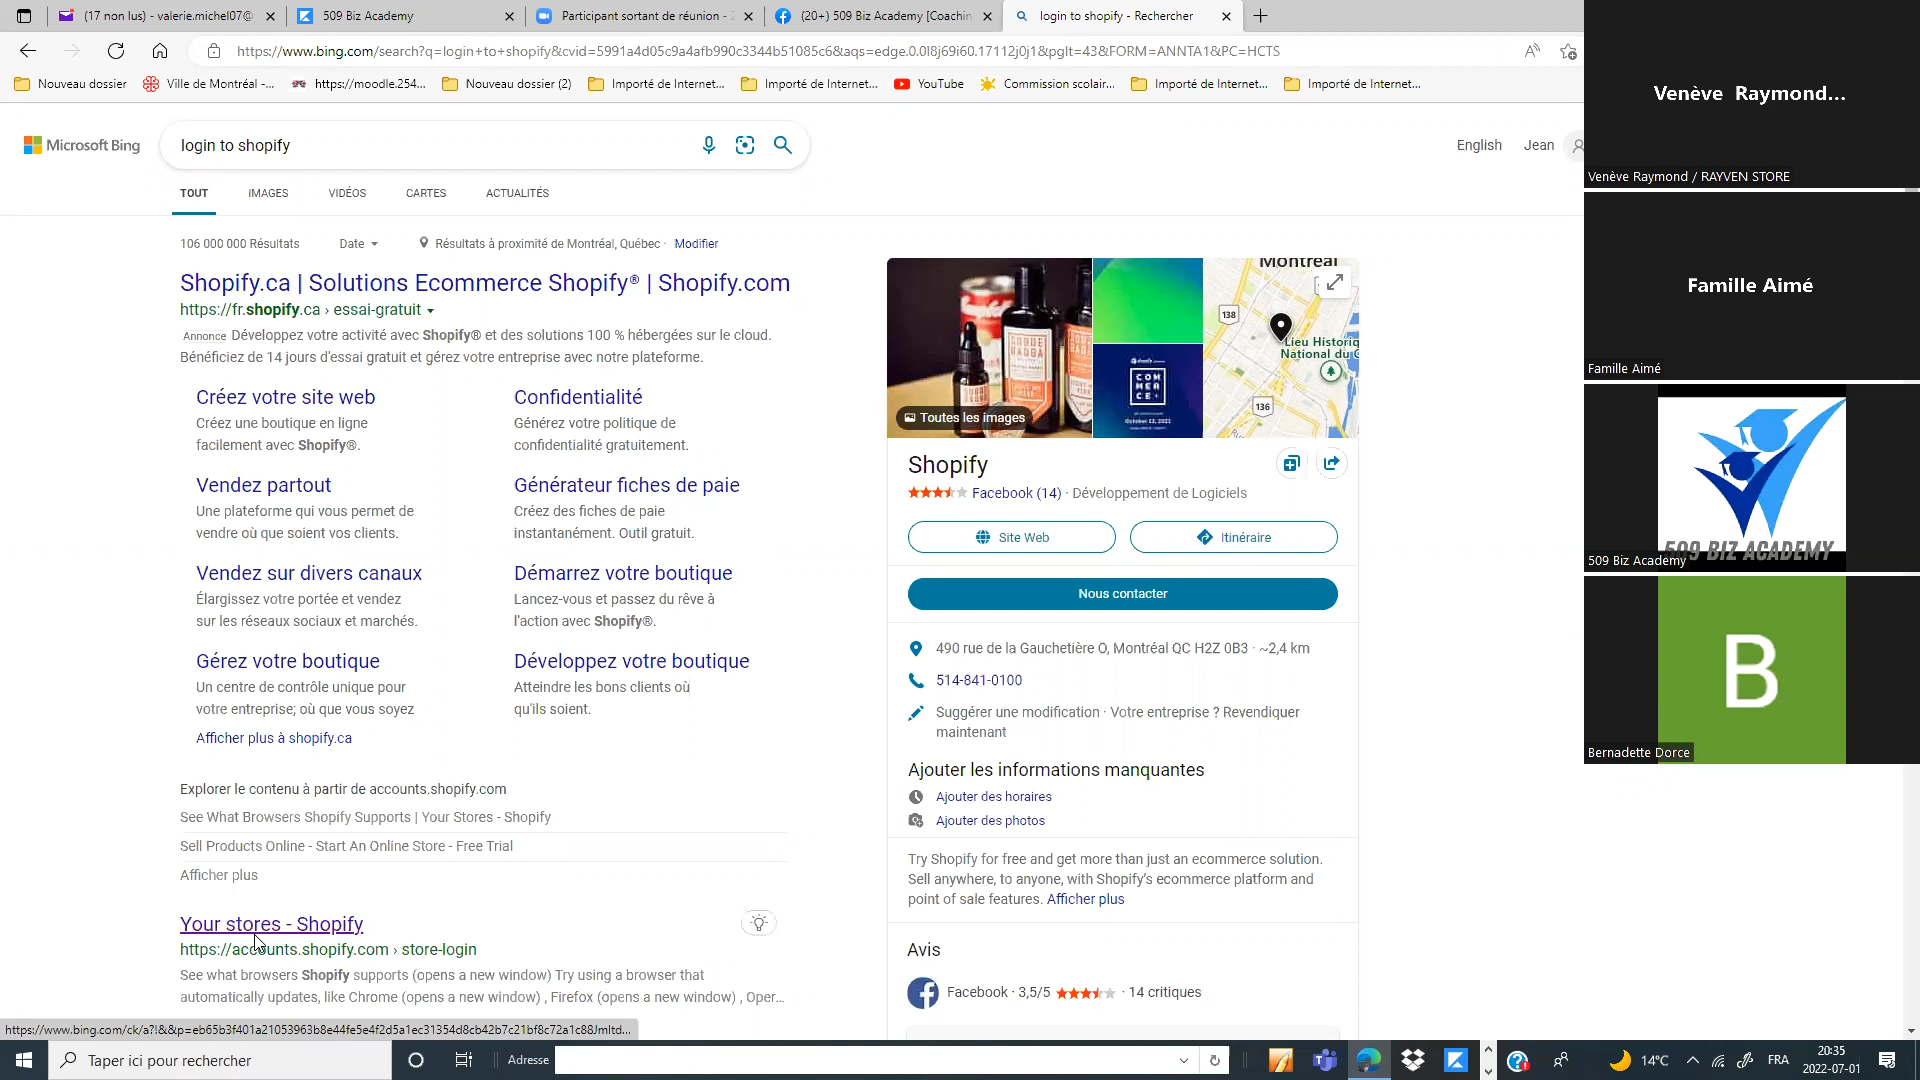 (17 non lus) - valerie.michel07@
509 Biz Academy
Participant sortant de réunion - Z
(20+) 509 Biz Academy [Coachin
login to shopify - Rechercher
https://www.bing.com/search?q=login+to+shopify&cvid=5991a4d05c9a4afb990c3344b51085c6&aqs=edge.0.0l8j69i60.17112j0j1&pglt=43&FORM=ANNTA1&PC=HCTS
Nouveau dossier
Ville de Montréal -...
https://moodle.254...
Nouveau dossier (2)
Importé de Internet...
Importé de Internet...
YouTube
Commission scolair...
Importé de Internet...
Importé de Internet...
Microsoft Bing
login to shopify
English
Jean
TOUT
IMAGES
VIDÉOS
CARTES
ACTUALITÉS
106 000 000 Résultats
Date
Résultats à proximité de Montréal, Québec · Modifier
Shopify.ca | Solutions Ecommerce Shopify® | Shopify.com
https://fr.shopify.ca › essai-gratuit
Annonce Développez votre activité avec Shopify® et des solutions 100 % hébergées sur le cloud.
Bénéficiez de 14 jours d'essai gratuit et gérez votre entreprise avec notre plateforme.
Créez votre site web
Créez une boutique en ligne
facilement avec Shopify®.
Confidentialité
Générez votre politique de
confidentialité gratuitement.
Vendez partout
Une plateforme qui vous permet de
vendre où que soient vos clients.
Générateur fiches de paie
Créez des fiches de paie
instantanément. Outil gratuit.
Vendez sur divers canaux
Élargissez votre portée et vendez
sur les réseaux sociaux et marchés.
Démarrez votre boutique
Lancez-vous et passez du rêve à
l'action avec Shopify®.
Gérez votre boutique
Un centre de contrôle unique pour
votre entreprise; où que vous soyez
Développez votre boutique
Atteindre les bons clients où
qu'ils soient.
Afficher plus à shopify.ca
Explorer le contenu à partir de accounts.shopify.com
See What Browsers Shopify Supports | Your Stores - Shopify
Sell Products Online - Start An Online Store - Free Trial
Afficher plus
Your stores - Shopify
https://accounts.shopify.com › store-login
See what browsers Shopify supports (opens a new window) Try using a browser that
automatically updates, like Chrome (opens a new window) , Firefox (opens a new window) , Oper...
https://www.bing.com/ck/a?!&&p=eb65b3f401a21053963b8e44fe5e4f2d5a1ec31354d8cb42b7c21bf8c72a1c88JmItd...
Toutes les images
COM
MER
CE+
October 13, 2022
Montréal
138
136
Lieu Historiq
National du C
Shopify
Facebook (14) · Développement de Logiciels
Site Web
Itinéraire
Nous contacter
490 rue de la Gauchetière O, Montréal QC H2Z 0B3 · ~2,4 km
514-841-0100
Suggérer une modification · Votre entreprise ? Revendiquer
maintenant
Ajouter les informations manquantes
Ajouter des horaires
Ajouter des photos
Try Shopify for free and get more than just an ecommerce solution.
Sell anywhere, to anyone, with Shopify's ecommerce platform and
point of sale features. Afficher plus
Avis
Facebook · 3,5/5
· 14 critiques
Venève Raymond...
Venève Raymond / RAYVEN STORE
Famille Aimé
Famille Aimé
509 BIZ ACADEMY
509 Biz Academy
B
Bernadette Dorce
Taper ici pour rechercher
Adresse
14°C
FRA
20:35
2022-07-01